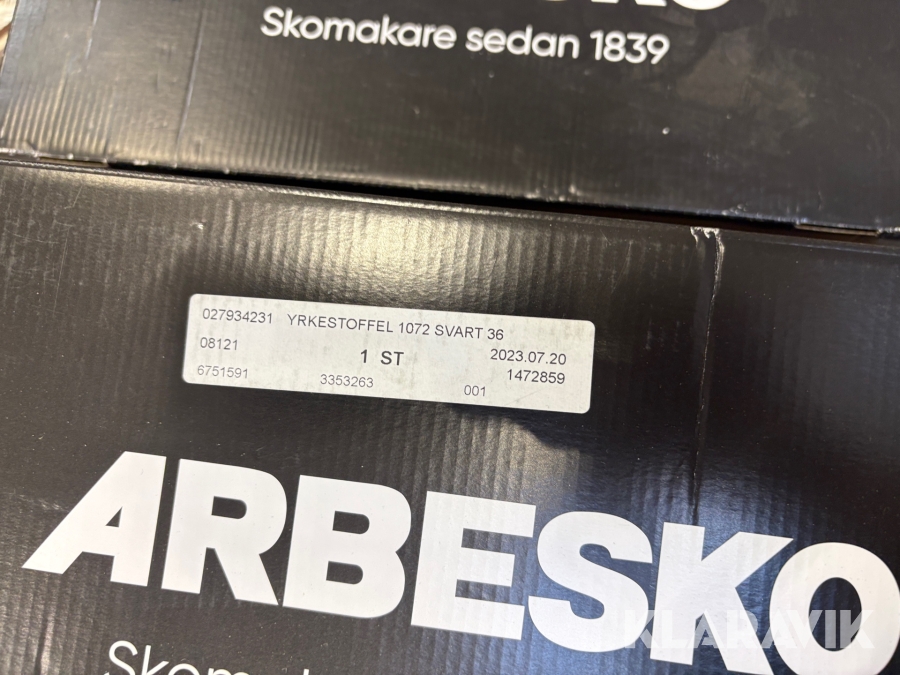 Skomakare sedan 1839
027934231 YRKESTOFFEL 1072 SVART 36
08121 1 ST 2023.07.20
6751591 3353263 001 1472859
ARBESKO
KLARAVIK